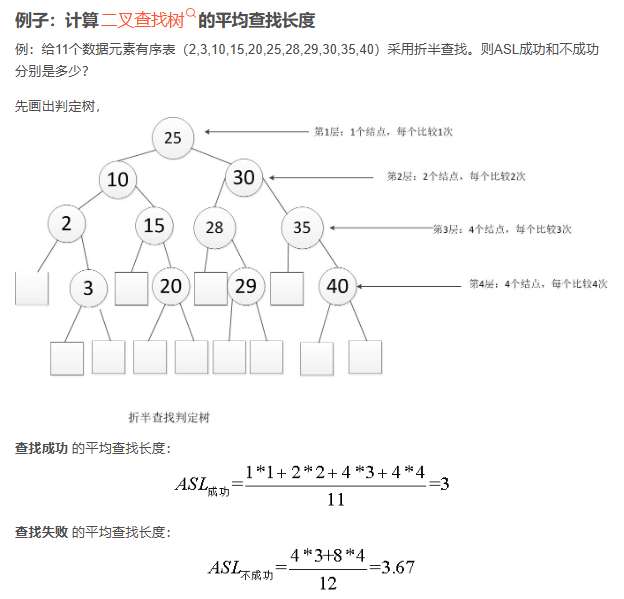 例子：计算二叉查找树的平均查找长度
例：给11个数据元素有序表（2,3,10,15,20,25,28,29,30,35,40）采用折半查找。则ASL成功和不成功
分别是多少？
先画出判定树，
25
第1层：1个结点，每个比较1次
10
30
第2层：2个结点，每个比较2次
2
15
28
35
第3层：4个结点，每个比较3次
3
20
29
40
第4层：4个结点，每个比较4次
折半查找判定树
查找成功 的平均查找长度：
ASL成功=1*1+2*2+4*3+4*4/11=3
查找失败 的平均查找长度：
ASL不成功=4*3+8*4/12=3.67